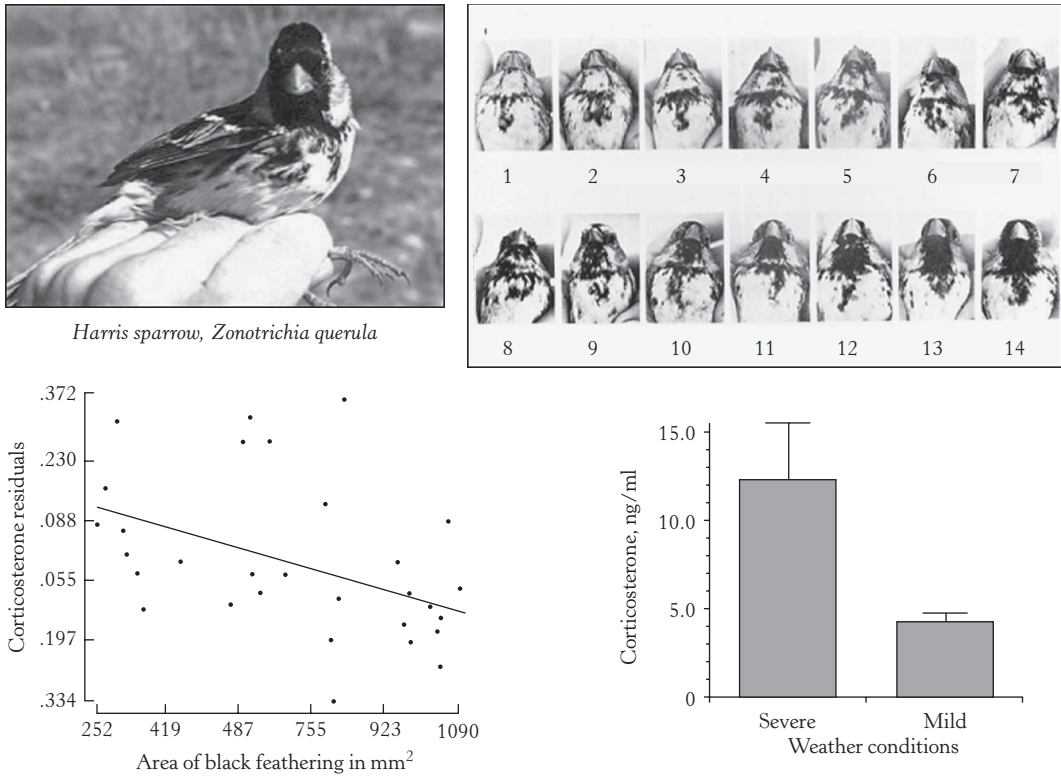 Harris sparrow, Zonotrichia querula
1 2 3 4 5 6 7
8 9 10 11 12 13 14
Corticosterone residuals
.372
.230
.088
.055
.197
.334
252 419 487 755 923 1090
Area of black feathering in mm²
Corticosterone, ng/ml
15.0
10.0
5.0
0
Severe Mild
Weather conditions